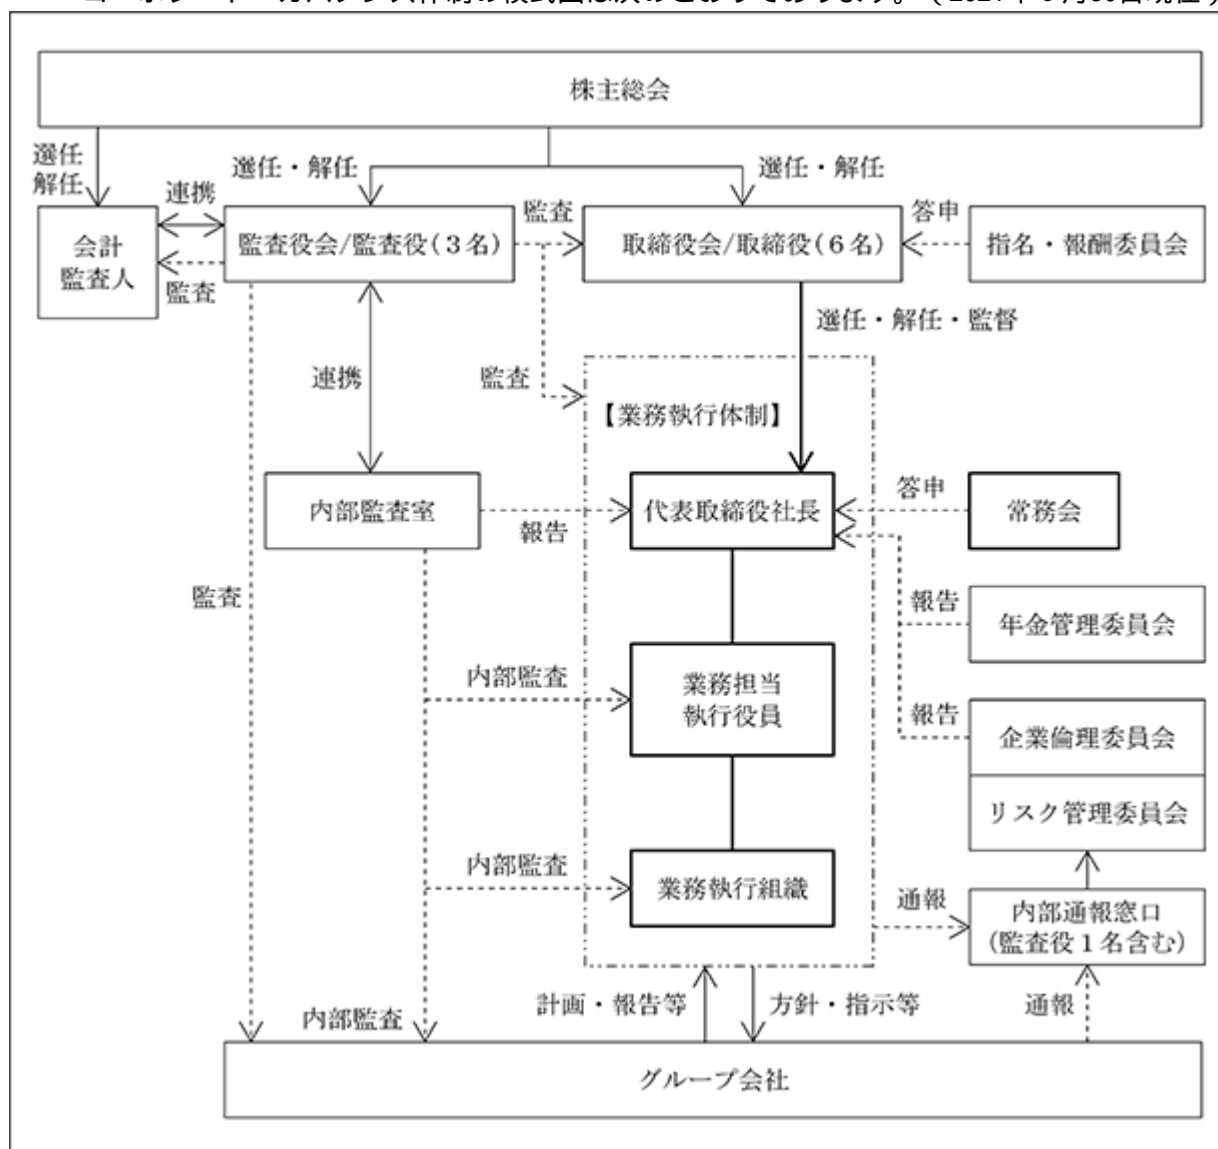 株主総会
選任
解任
選任・解任
選任・解任
連携
監査
答申
会計
監査人
監査役会/監査役(3名)
取締役会/取締役(6名)
指名・報酬委員会
監査
選任・解任・監督
連携
監査
【業務執行体制】
内部監査室
報告
代表取締役社長
答申
常務会
監査
報告
年金管理委員会
内部監査
業務担当
執行役員
報告
企業倫理委員会
リスク管理委員会
内部監査
業務執行組織
通報
内部通報窓口
(監査役1名含む)
内部監査
計画・報告等
方針・指示等
通報
グループ会社